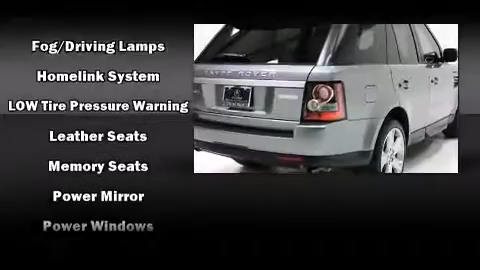 Fog/Driving Lamps
Homelink System
LOW Tire Pressure Warning
Leather Seats
Memory Seats
Power Mirror
Power Windows
RANGE ROVER